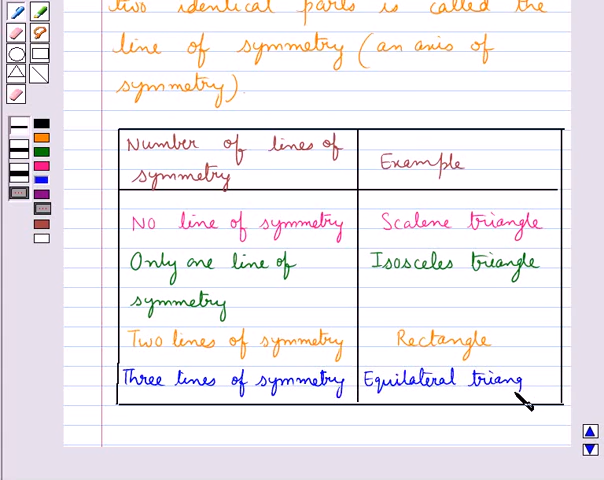 two identical parts is called the
line of symmetry (an axis of
symmetry).
Number of lines of
symmetry
Example
No line of symmetry Scalene triangle
Only one line of Isosceles triangle
symmetry
Two lines of symmetry Rectangle
Three lines of symmetry Equilateral triang